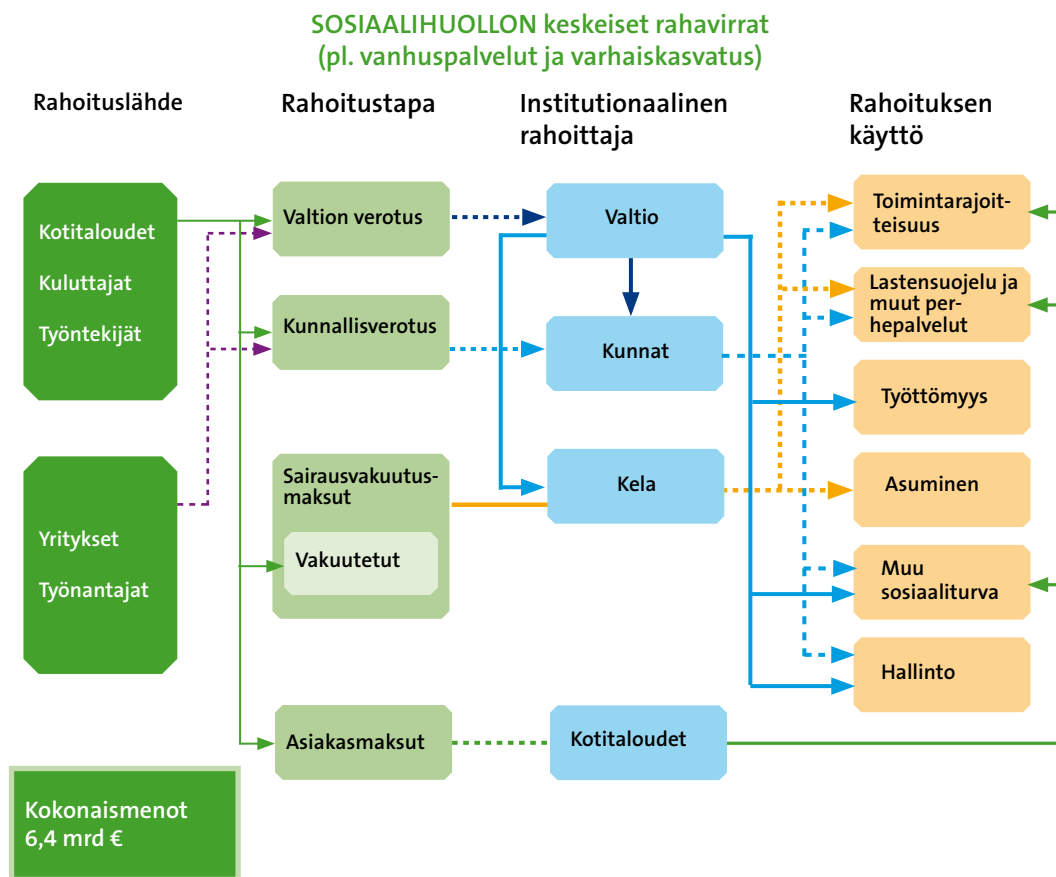 SOSIAALIHUOLLON keskeiset rahavirrat
(pl. vanhuspalvelut ja varhaiskasvatus)
Rahoituslähde
Rahoitustapa
Institutionaalinen
rahoittaja
Rahoituksen
käyttö
Kotitaloudet
Kuluttajat
Työntekijät
Yritykset
Työnantajat
Valtion verotus
Kunnallisverotus
Sairausvakuutus-
maksut
Vakuutetut
Asiakasmaksut
Valtio
Kunnat
Kela
Kotitaloudet
Toimintarajoit-
teisuus
Lastensuojelu ja
muut per-
hepalvelut
Työttömyys
Asuminen
Muu
sosiaaliturva
Hallinto
Kokonaismenot
6,4 mrd €